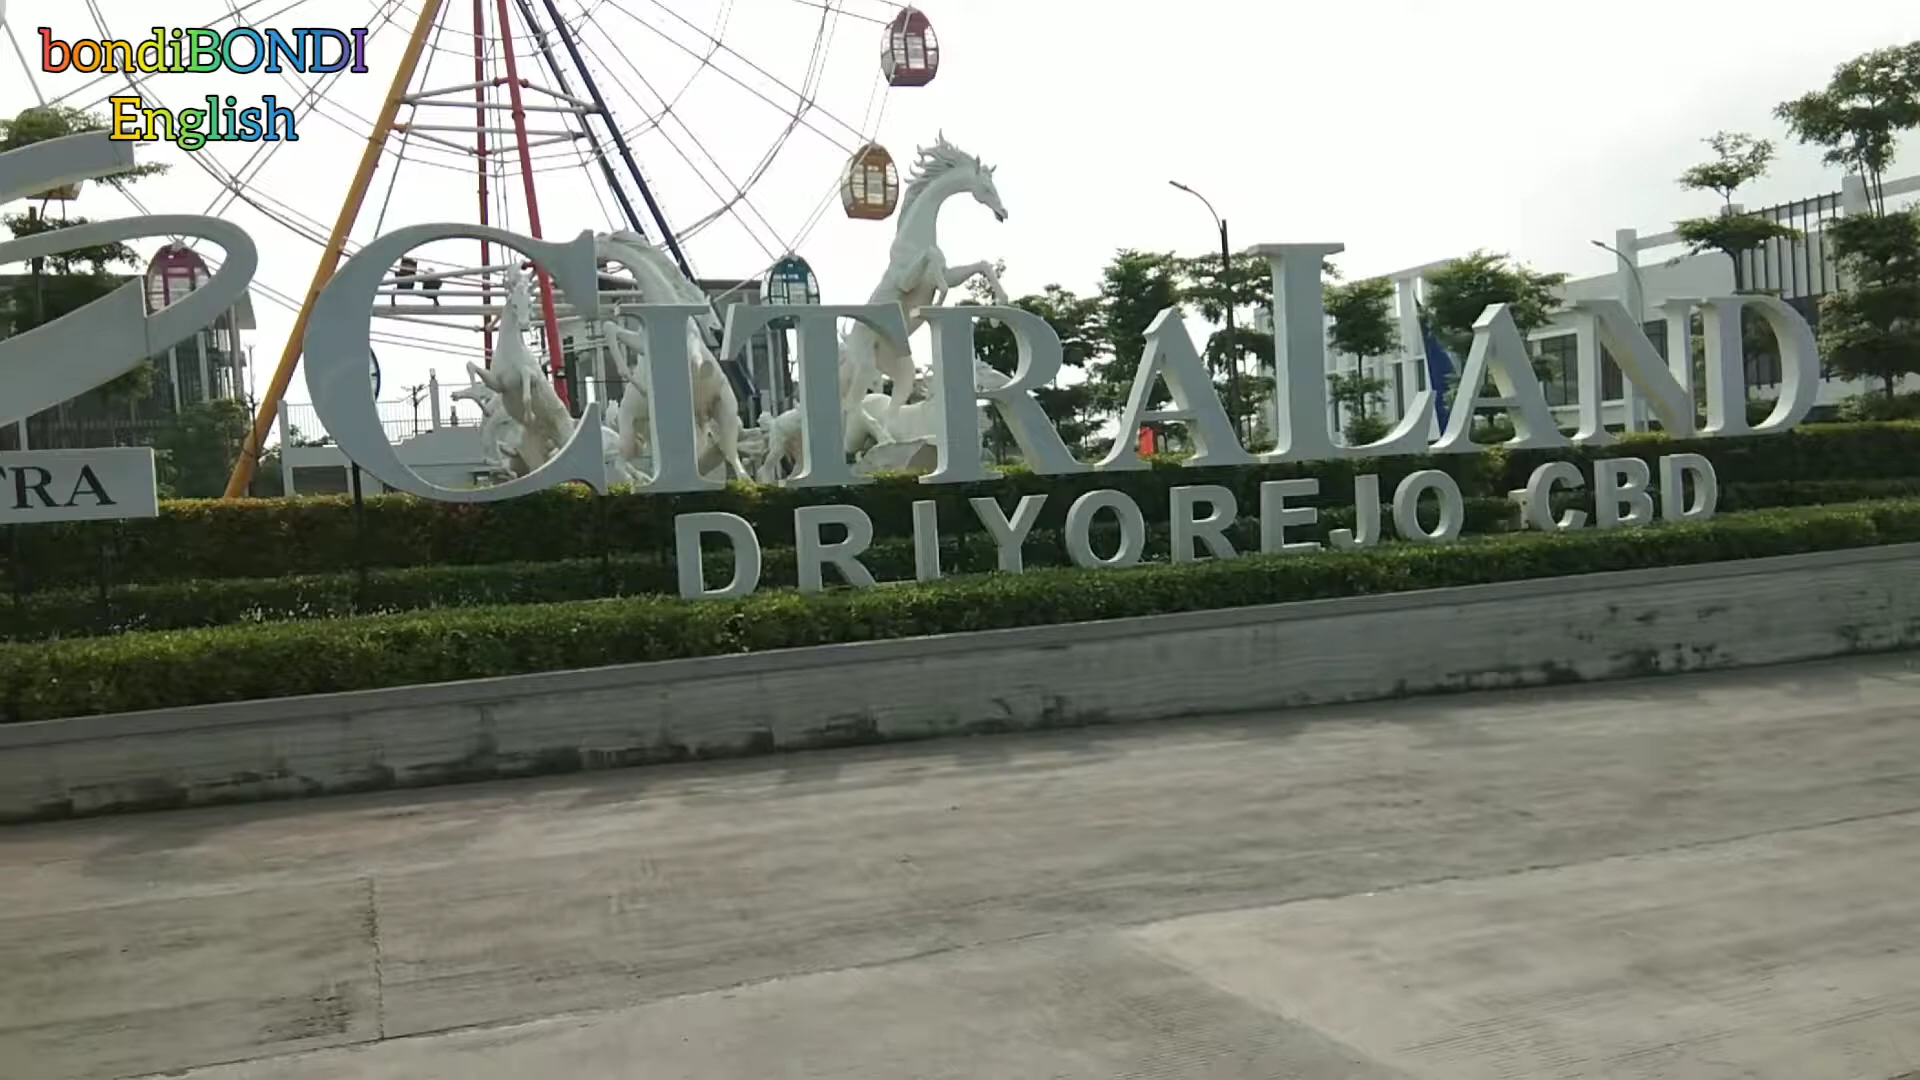 bondiBONDI
English
CITRALAND
TRA
DRIYOREJO CBD